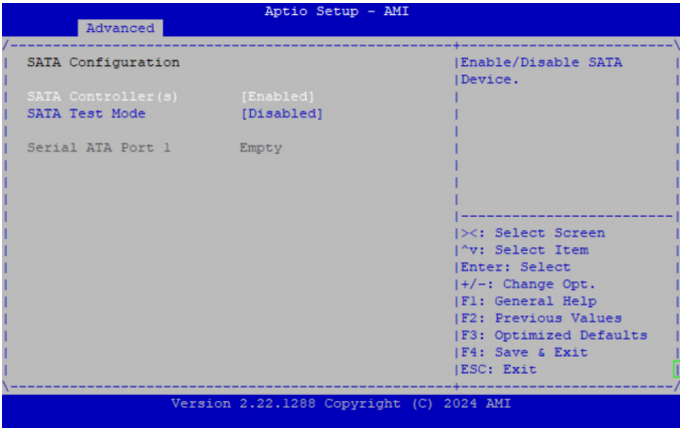 Aptio Setup - AMI
Advanced
SATA Configuration
SATA Controller(s) [Enabled]
SATA Test Mode [Disabled]
Serial ATA Port 1 Empty
Enable/Disable SATA
Device.
><: Select Screen
^v: Select Item
Enter: Select
+/-: Change Opt.
F1: General Help
F2: Previous Values
F3: Optimized Defaults
F4: Save & Exit
ESC: Exit
Version 2.22.1288 Copyright (C) 2024 AMI